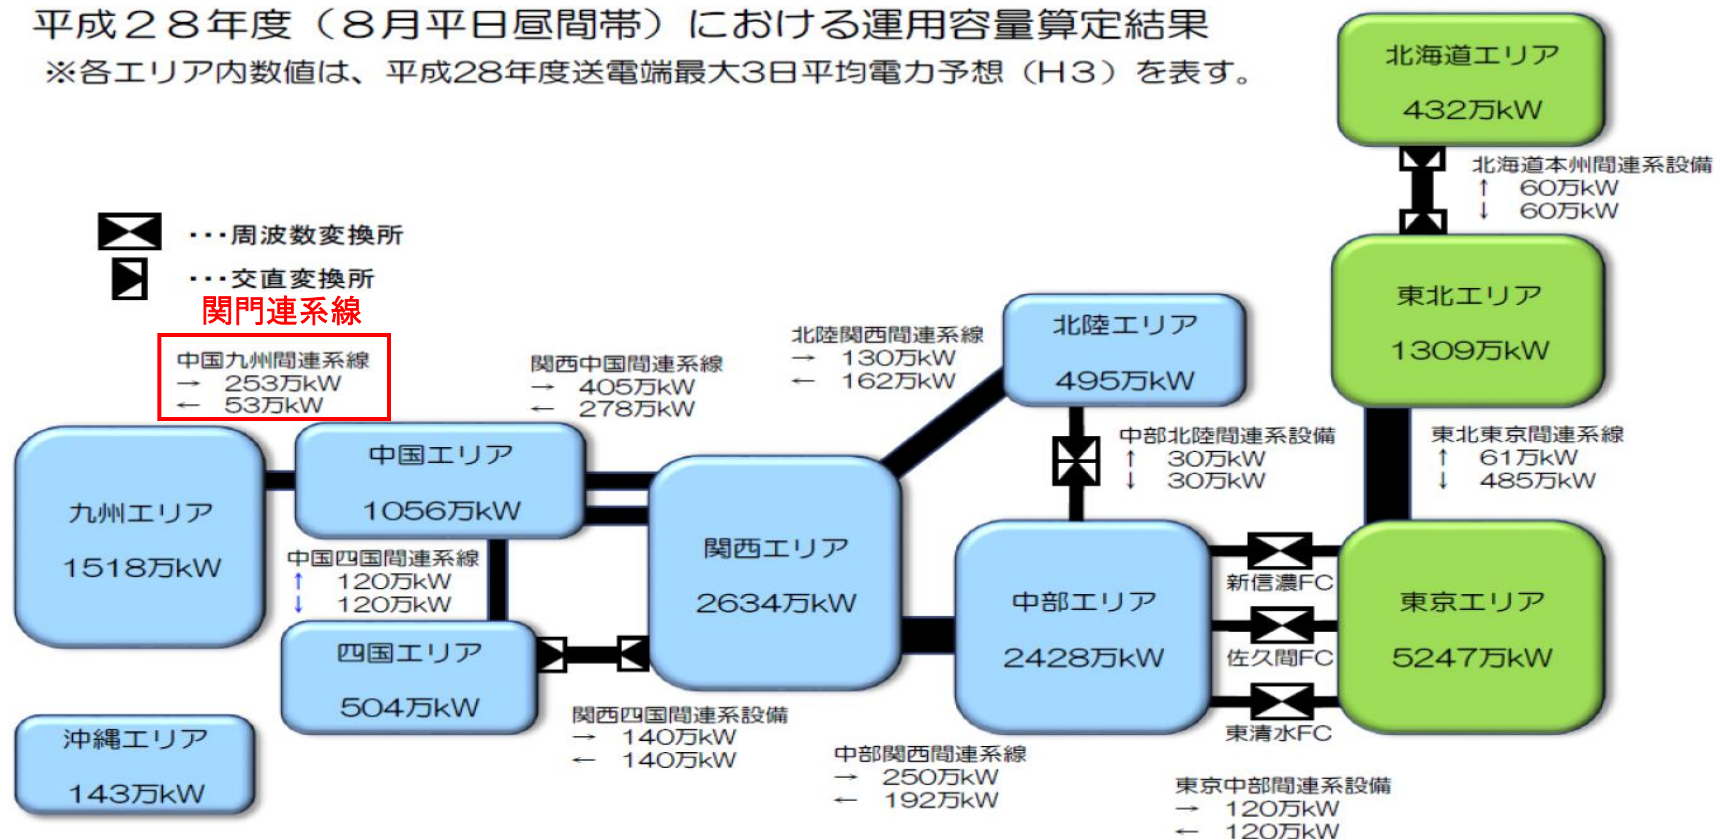 平成２８年度（８月平日昼間帯）における運用容量算定結果
※各エリア内数値は、平成28年度送電端最大3日平均電力予想（H３）を表す。
北海道エリア
432万kW
北海道本州間連系設備
↑ 60万kW
↓ 60万kW
・・・周波数変換所
・・・交直変換所
関門連系線
中国九州間連系線
→ 253万kW
← 53万kW
関西中国間連系線
→ 405万kW
← 278万kW
北陸関西間連系線
→ 130万kW
← 162万kW
北陸エリア
495万kW
東北エリア
1309万kW
中部北陸間連系設備
↑ 30万kW
↓ 30万kW
東北東京間連系線
↑ 61万kW
↓ 485万kW
九州エリア
1518万kW
中国エリア
1056万kW
中国四国間連系線
↑ 120万kW
↓ 120万kW
関西エリア
2634万kW
中部エリア
2428万kW
新信濃FC
佐久間FC
東清水FC
東京エリア
5247万kW
四国エリア
504万kW
関西四国間連系設備
→ 140万kW
← 140万kW
沖縄エリア
143万kW
中部関西間連系線
→ 250万kW
← 192万kW
東京中部間連系設備
→ 120万kW
← 120万kW